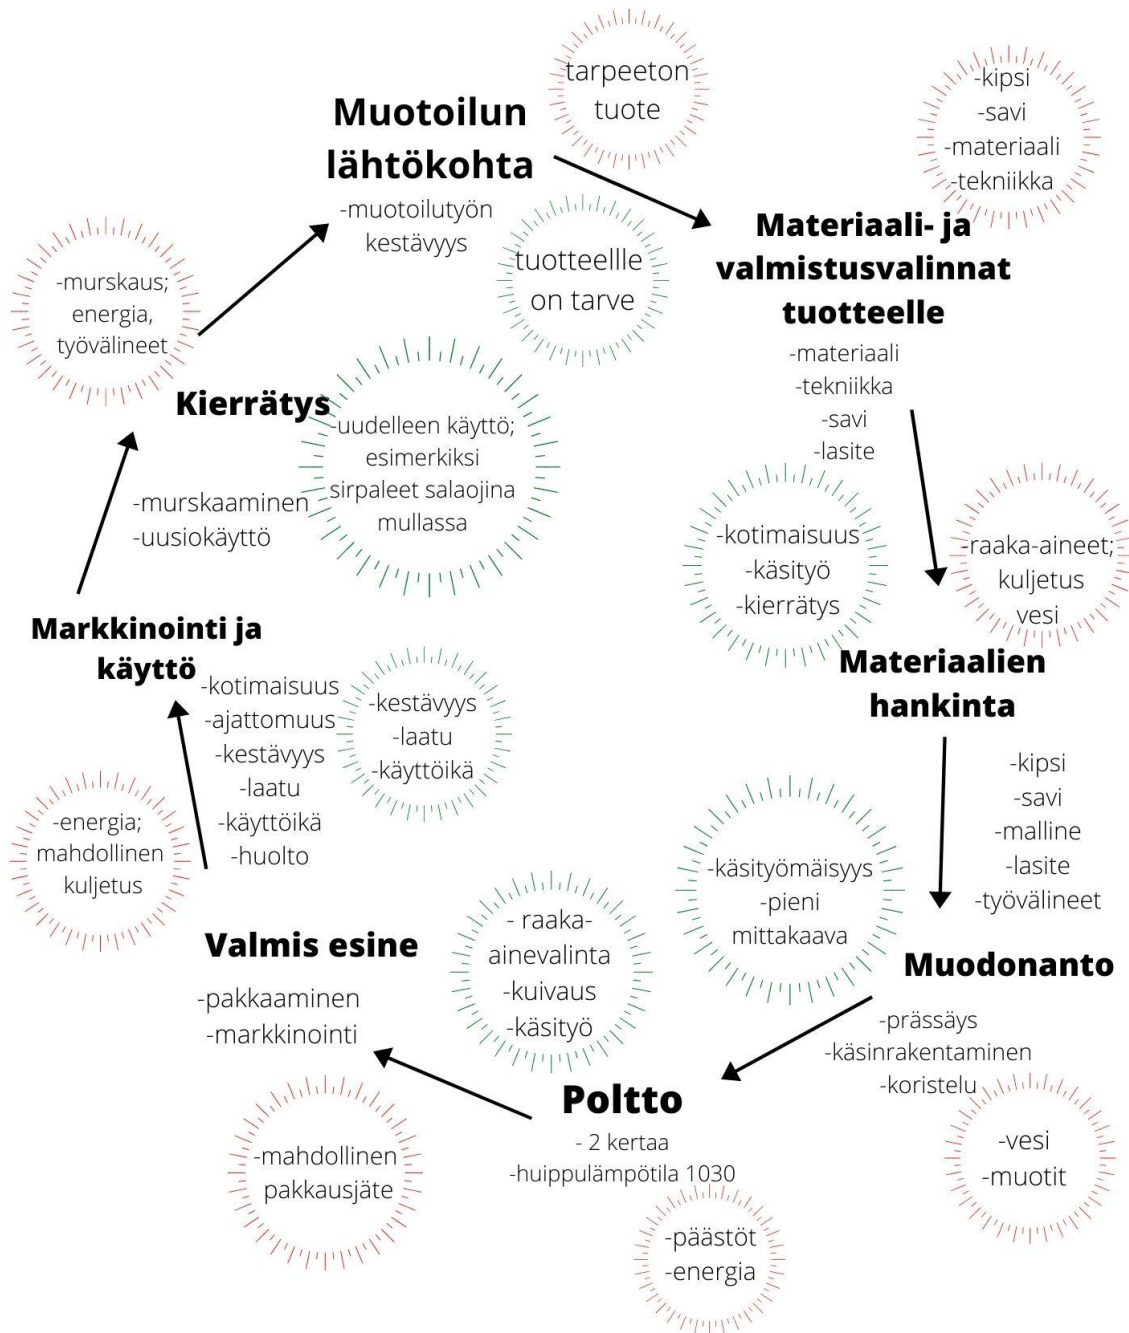 tarpeeton
tuote
Muotoilun
lähtökohta
-muotoilutyön
kestävyys
tuotteellle
on tarve
-kipsi
-savi
-materiaali
-tekniikka
Materiaali- ja
valmistusvalinnat
tuotteelle
-materiaali
-tekniikka
-savi
-lasite
-kotimaisuus
-käsityö
-kierrätys
-raaka-aineet;
kuljetus
vesi
Materiaalien
hankinta
-kipsi
-savi
-malline
-lasite
-työvälineet
-käsityömäisyys
-pieni
mittakaava
Muodonanto
-prässäys
-käsinrakentaminen
-koristelu
-vesi
-muotit
Poltto
- 2 kertaa
-huippulämpötila 1030
- raaka-
ainevalinta
-kuivaus
-käsityö
-päästöt
-energia
Valmis esine
-pakkaaminen
-markkinointi
-mahdollinen
pakkausjäte
Markkinointi ja
käyttö
-kotimaisuus
-ajattomuus
-kestävyys
-laatu
-käyttöikä
-huolto
-kestävyys
-laatu
-käyttöikä
-energia;
mahdollinen
kuljetus
Kierrätys
-murskaaminen
-uusiokäyttö
-uudelleen käyttö;
esimerkiksi
sirpaleet salaojina
mullassa
-murskaus;
energia,
työvälineet